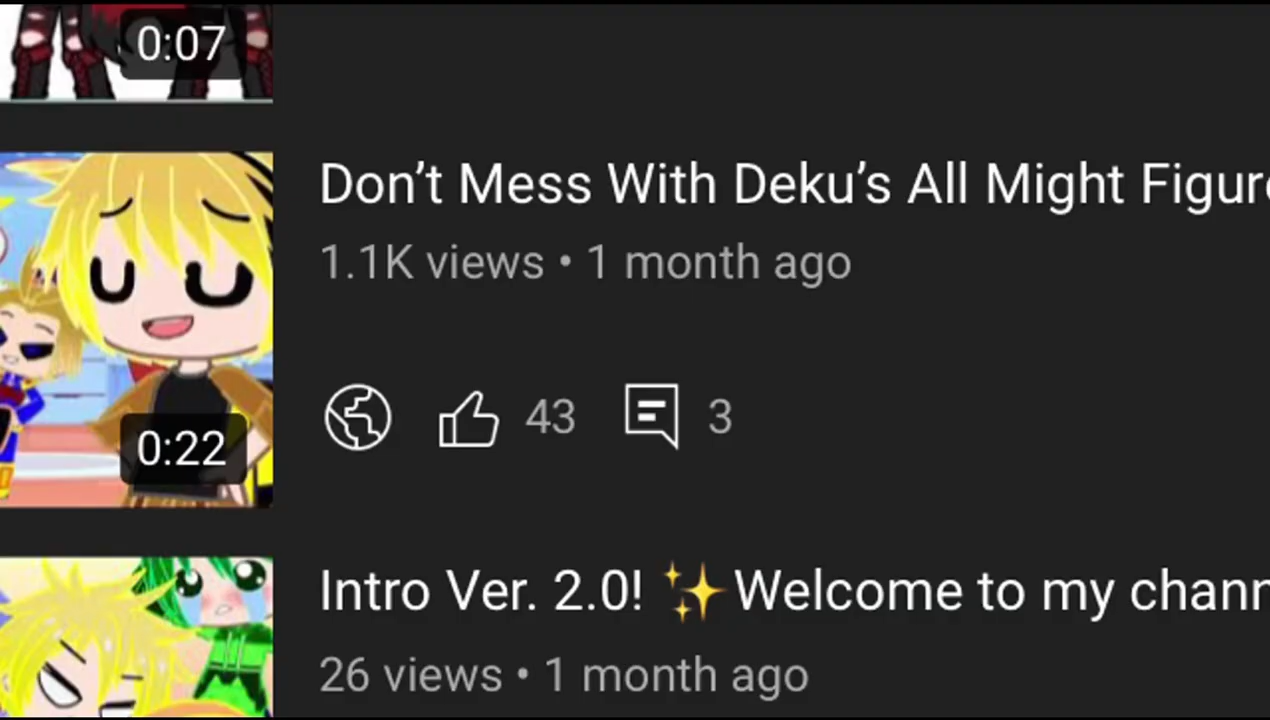 0:07
Don’t Mess With Deku’s All Might Figure
1.1K views • 1 month ago
43
3
0:22
Intro Ver. 2.0! ✨Welcome to my chann
26 views • 1 month ago